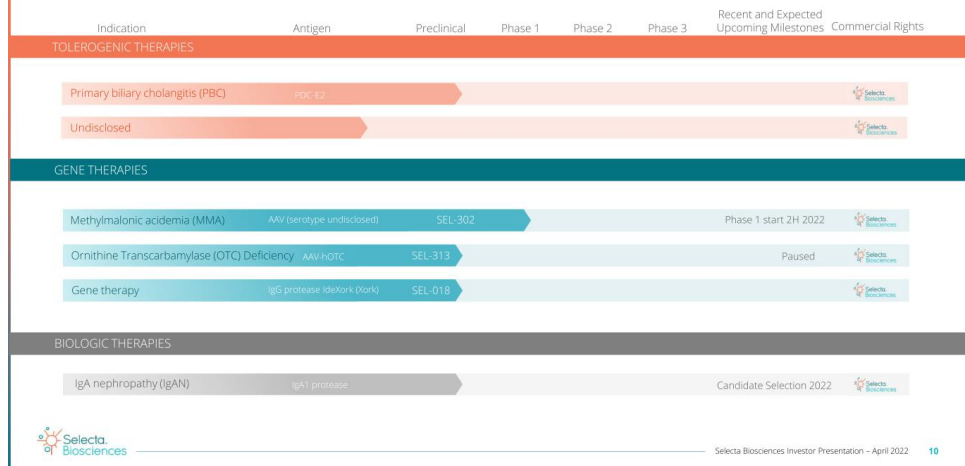 Indication Antigen Preclinical Phase 1 Phase 2 Phase 3 Recent and Expected
Upcoming Milestones Commercial Rights
TOLEROGENIC THERAPIES
Primary biliary cholangitis (PBC) PDC-E2 Selecta. Biosciences
Undisclosed Selecta. Biosciences
GENE THERAPIES
Methylmalonic acidemia (MMA) AAV (serotype undisclosed) SEL-302 Phase 1 start 2H 2022 Selecta. Biosciences
Ornithine Transcarbamylase (OTC) Deficiency AAV-hOTC SEL-313 Paused Selecta. Biosciences
Gene therapy IgG protease IdeXork (Xork) SEL-018 Selecta. Biosciences
BIOLOGIC THERAPIES
IgA nephropathy (IgAN) IgA1 protease Candidate Selection 2022 Selecta. Biosciences
Selecta.
Biosciences
Selecta Biosciences Investor Presentation – April 2022 10